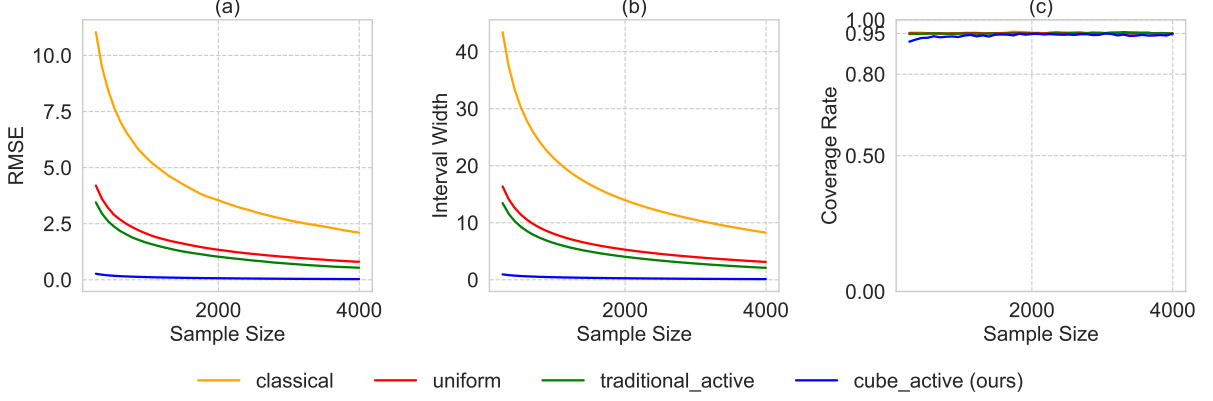 (a)
10.0
7.5
5.0
2.5
0.0
RMSE
2000
4000
Sample Size
(b)
40
30
20
10
0
Interval Width
2000
4000
Sample Size
(c)
1.00
0.95
0.80
0.50
0.00
Coverage Rate
2000
4000
Sample Size
classical
uniform
traditional_active
cube_active (ours)